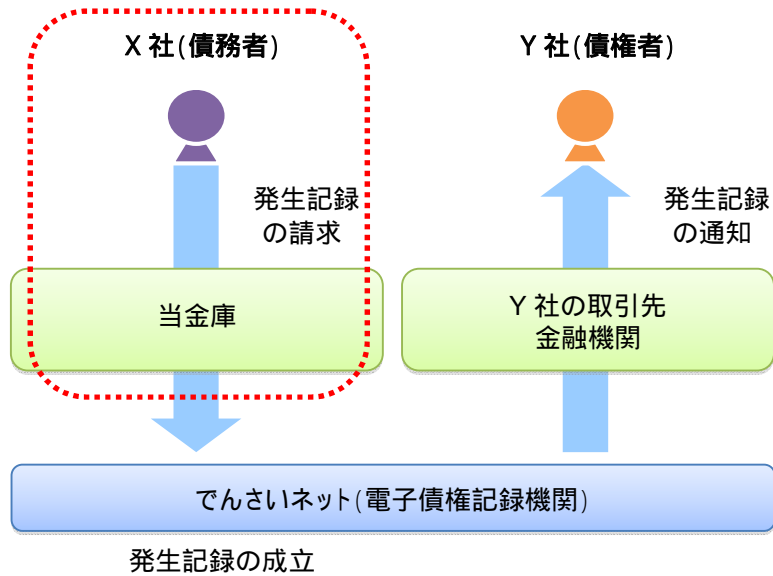 X 社(債務者)
Y 社(債権者)
発生記録
の請求
発生記録
の通知
当金庫
Y 社の取引先
金融機関
でんさいネット(電子債権記録機関)
発生記録の成立